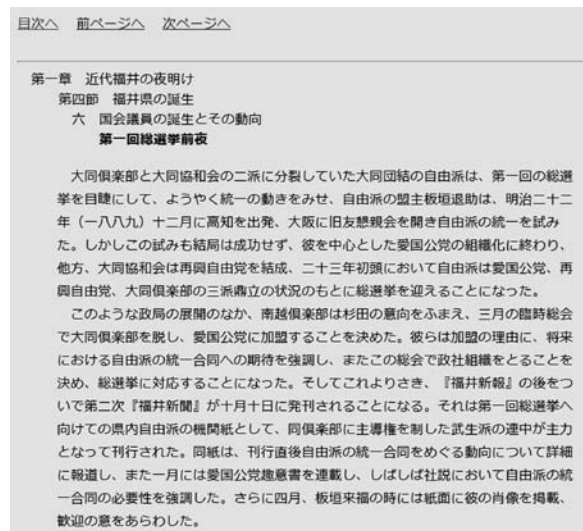 目次へ　前ページへ　次ページへ
第一章　近代福井の夜明け
第四節　福井県の誕生
六　国会議員の誕生とその動向
第一回総選挙前夜
大同倶楽部と大同協和会の二派に分裂していた大同団結の自由派は、第一回の総選
挙を目睫にして、ようやく統一の動きをみせ、自由派の盟主板垣退助は、明治二十二
年（一八八九）十二月に高知を出発、大阪に旧友懇親会を開き自由派の統一を試み
た。しかしこの試みも結局は成功せず、彼を中心とした愛国公党の組織化に終わり、
他方、大同協和会は再興自由党を結成、二十三年初頭において自由派は愛国公党、再
興自由党、大同倶楽部の三派鼎立の状況のもとに総選挙を迎えることになった。
このような政局の展開のなか、南越倶楽部は杉田の意向をふまえ、三月の臨時総会
で大同倶楽部を脱し、愛国公党に加盟することを決めた。彼らは加盟の理由に、将来
における自由派の統一合同への期待を強調し、またこの総会で政社組織をとることを
決め、総選挙に対応することになった。そしてこれよりさき、『福井新報』の後をつ
いで第二次『福井新聞』が十月十日に発刊されることになる。それは第一回総選挙へ
向けての県内自由派の機関紙として、同倶楽部に主導権を制した武生派の連中が主力
となって刊行された。同紙は、刊行直後自由派の統一合同をめぐる動向について詳細
に報道し、また一月には愛国公党趣意書を連載し、しばしば社説において自由派の統
一合同の必要性を強調した。さらに四月、板垣来福の時には紙面に彼の肖像を掲載、
歓迎の意をあらわした。